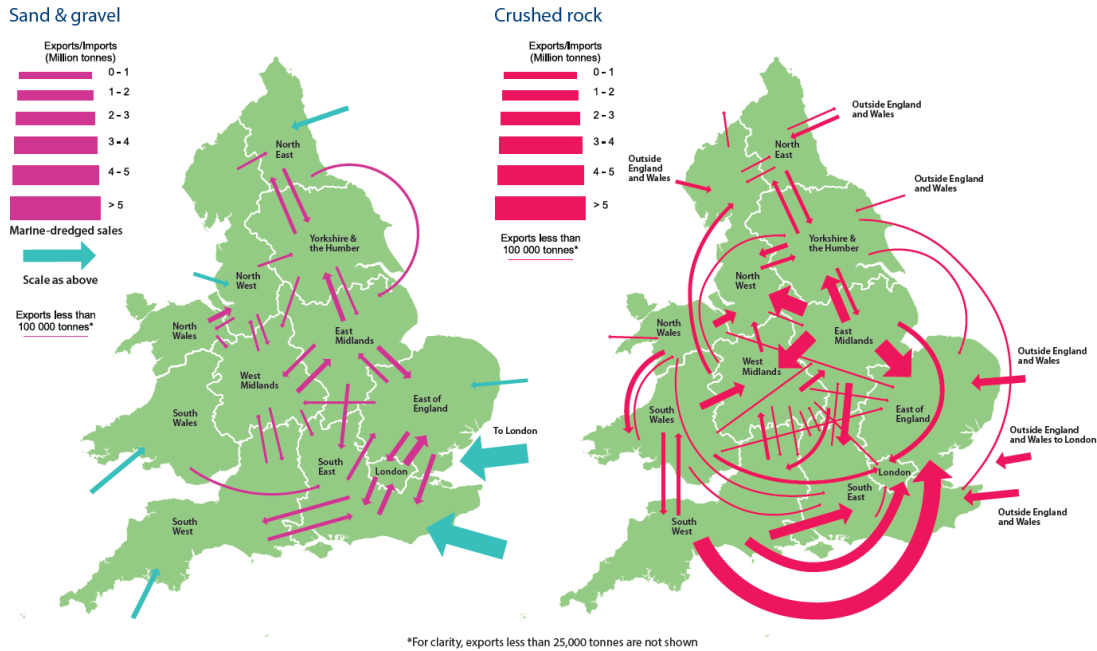 Sand & gravel
Exports/Imports
(Million tonnes)
0 – 1
1 – 2
2 – 3
3 – 4
4 – 5
> 5
Marine-dredged sales
Scale as above
Exports less than
100 000 tonnes*
North
East
Yorkshire &
the Humber
North
West
North
Wales
East
Midlands
West
Midlands
East of
England
South
Wales
To London
South
East
London
South
West
Crushed rock
Exports/Imports
(Million tonnes)
0 – 1
1 – 2
2 – 3
3 – 4
4 – 5
> 5
Exports less than
100 000 tonnes*
Outside England
and Wales
North
East
Outside
England
and Wales
Outside England
and Wales
Yorkshire &
the Humber
North
West
North
Wales
East
Midlands
West
Midlands
Outside England
and Wales
South
Wales
East of
England
Outside England
and Wales to London
London
South
East
Outside England
and Wales
South
West
*For clarity, exports less than 25,000 tonnes are not shown